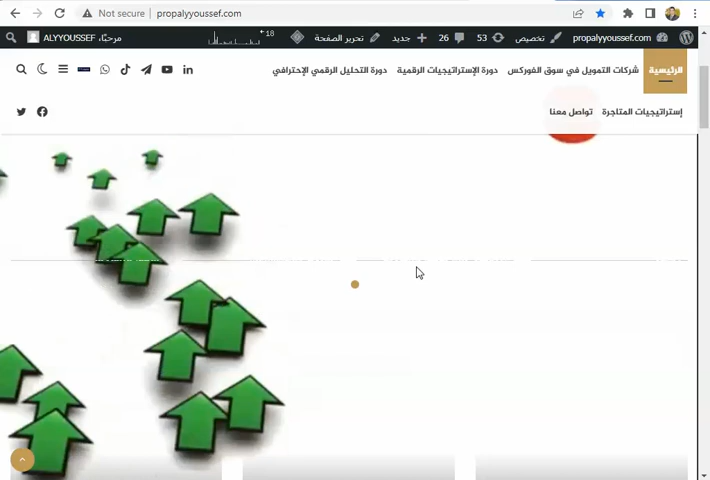 Not secure | propalyyoussef.com
propalyyoussef.com تخصيص 53 26 جديد تحرير الصفحة +18 مرحبًا، ALYYOUSSEF
الرئيسية شركات التمويل في سوق الفوركس دورة الإستراتيجيات الرقمية دورة التحليل الرقمي الإحترافي
إستراتيجيات المتاجرة تواصل معنا